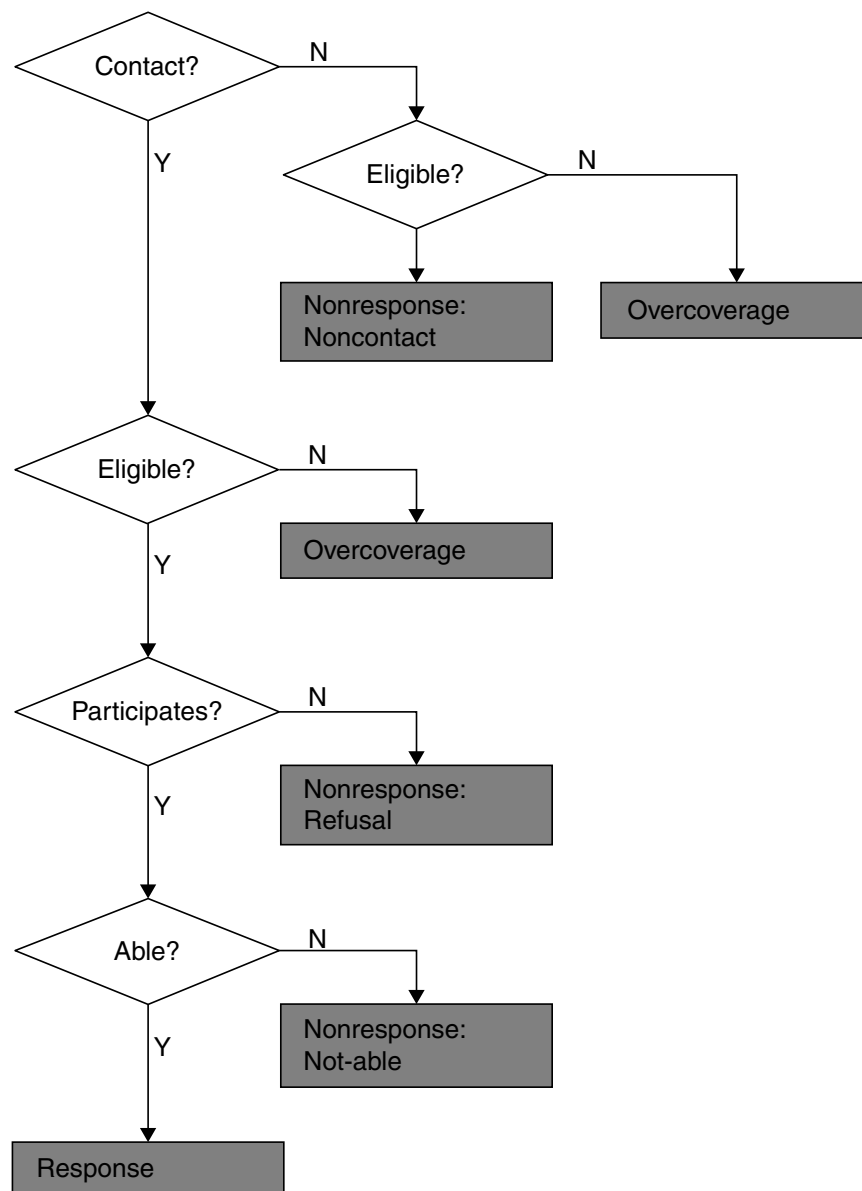 Contact?
N
Y
Eligible?
N
Nonresponse:
Noncontact
Overcoverage
Eligible?
N
Y
Overcoverage
Participates?
N
Y
Nonresponse:
Refusal
Able?
N
Y
Nonresponse:
Not-able
Response